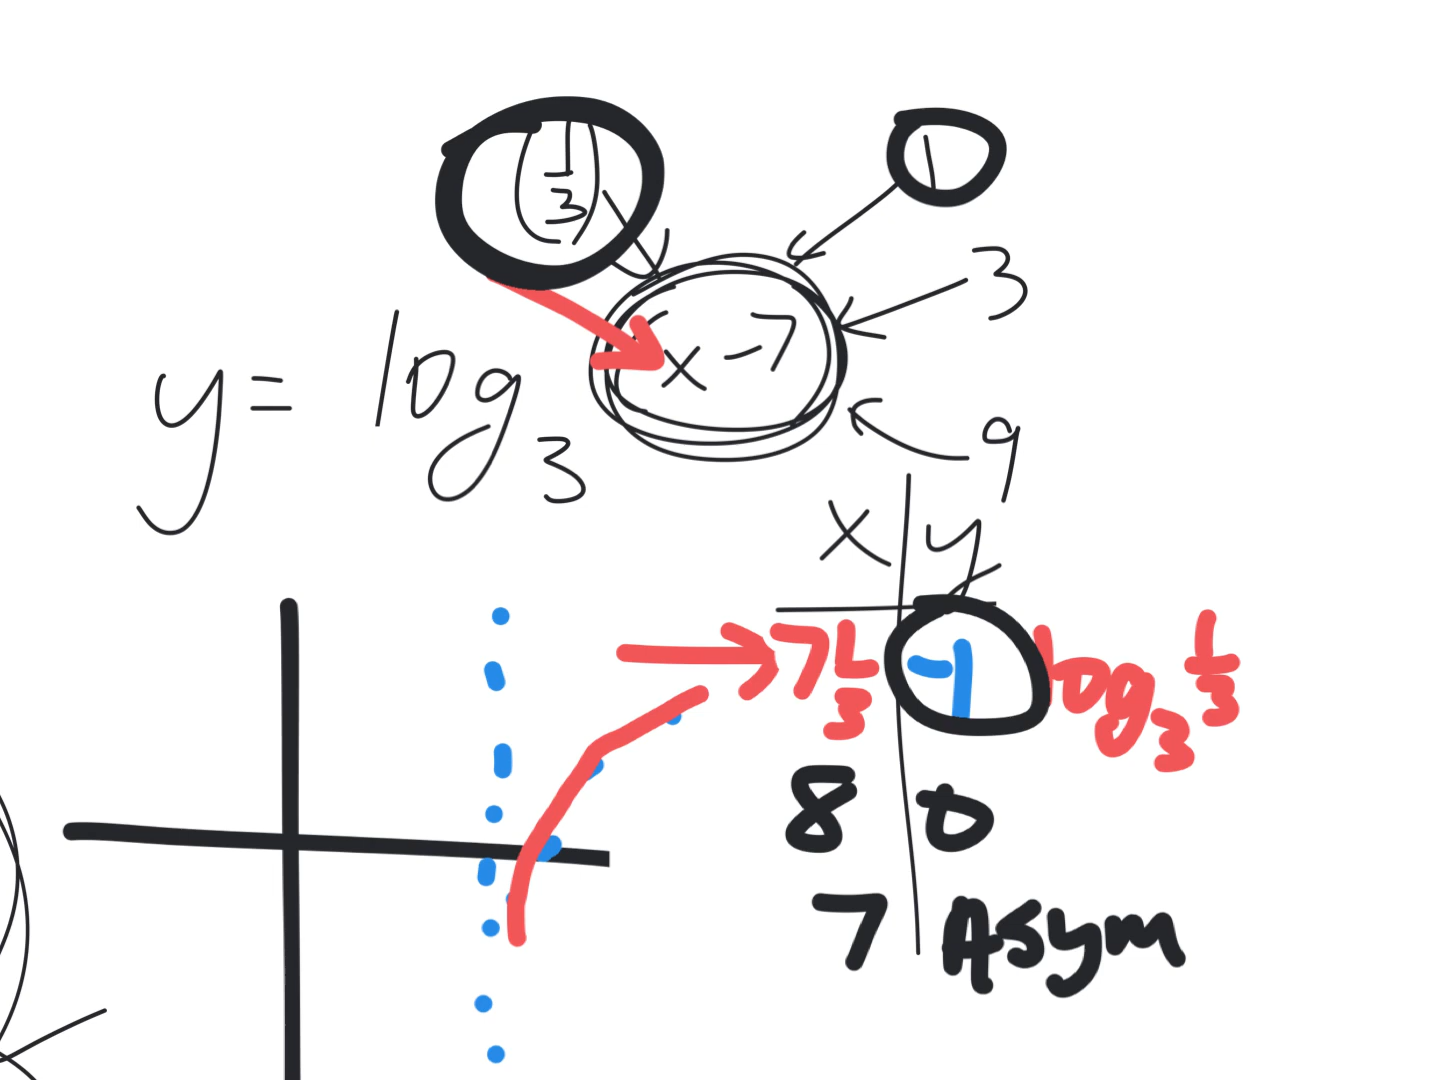 (1/3) 1
3
y = log₃(x - 7
9
x | y
→ 7 1/3 | -1 log₃ 1/3
8 | 0
7 | Asym